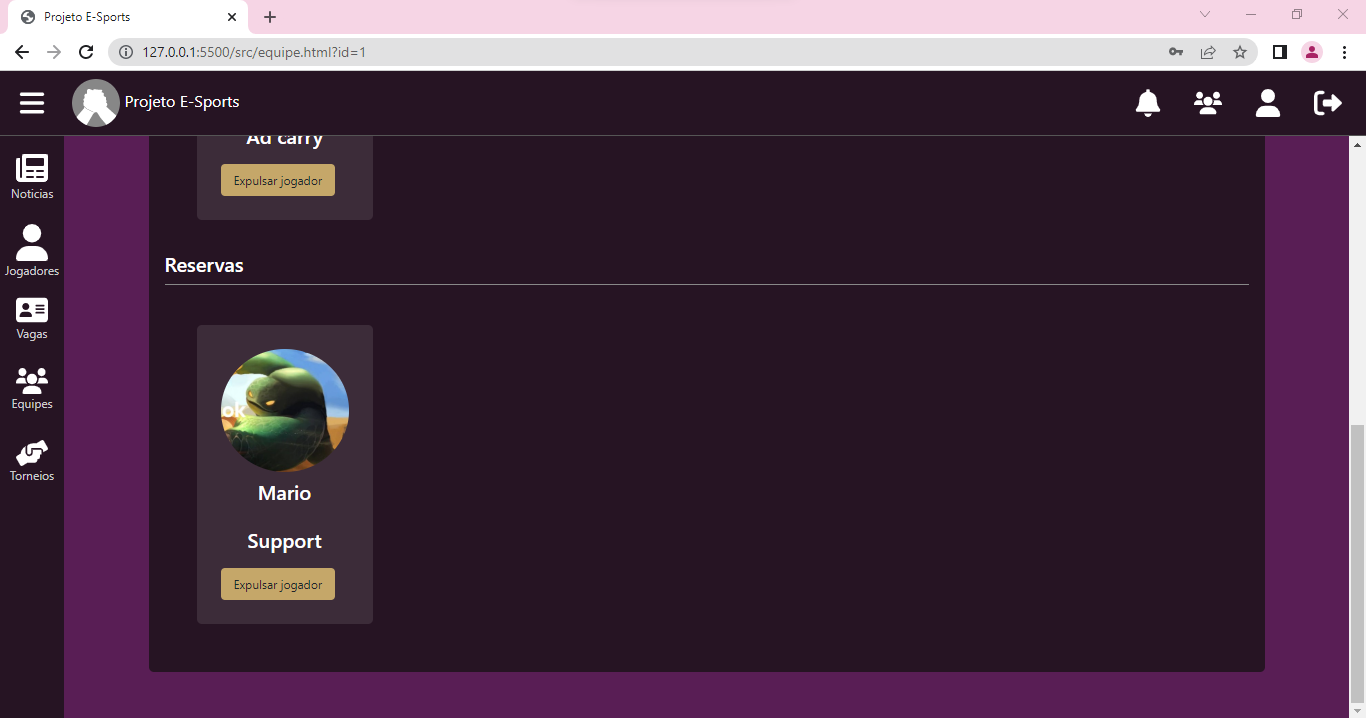 Projeto E-Sports
127.0.0.1:5500/src/equipe.html?id=1
Projeto E-Sports
Noticias
Jogadores
Vagas
Equipes
Torneios
Ad carry
Expulsar jogador
Reservas
ok
Mario
Support
Expulsar jogador